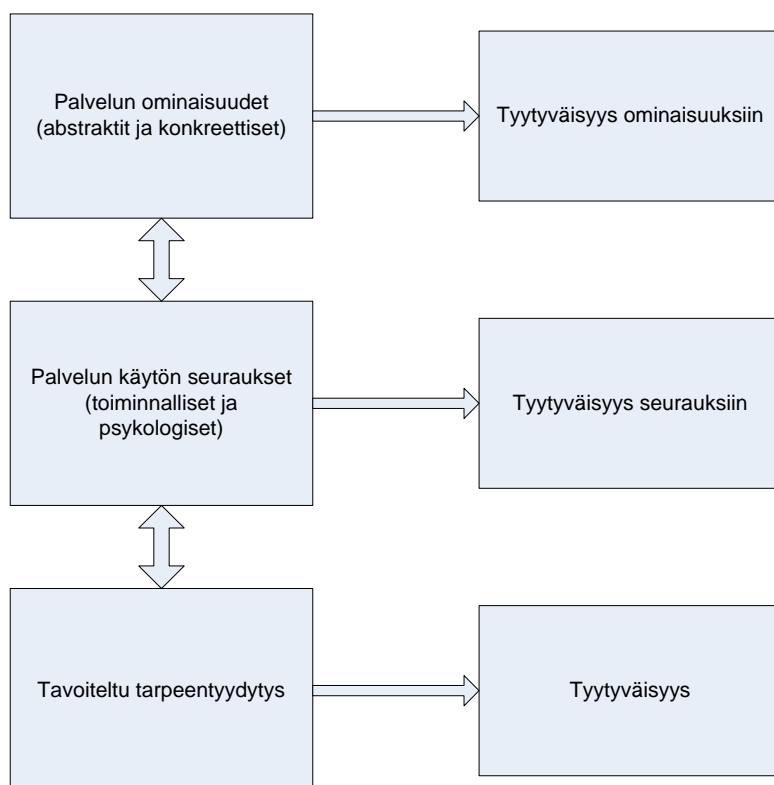 Palvelun ominaisuudet
(abstraktit ja konkreettiset)
Tyytyväisyys ominaisuuksiin
Palvelun käytön seuraukset
(toiminnalliset ja
psykologiset)
Tyytyväisyys seurauksiin
Tavoiteltu tarpeentyydytys
Tyytyväisyys